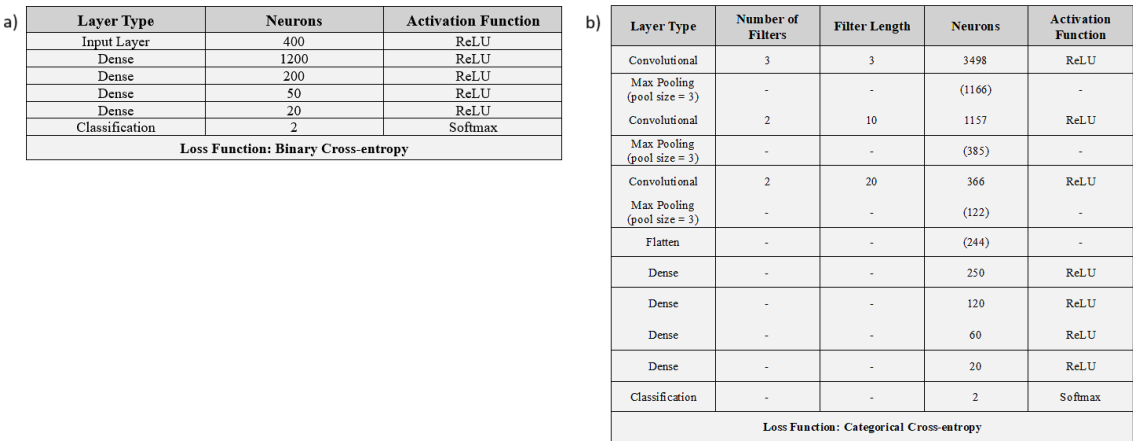 a)
Layer Type Neurons Activation Function
Input Layer 400 ReLU
Dense 1200 ReLU
Dense 200 ReLU
Dense 50 ReLU
Dense 20 ReLU
Classification 2 Softmax
Loss Function: Binary Cross-entropy
b)
Layer Type Number of Filters Filter Length Neurons Activation Function
Convolutional 3 3 3498 ReLU
Max Pooling (pool size = 3) - - (1166) -
Convolutional 2 10 1157 ReLU
Max Pooling (pool size = 3) - - (385) -
Convolutional 2 20 366 ReLU
Max Pooling (pool size = 3) - - (122) -
Flatten - - (244) -
Dense - - 250 ReLU
Dense - - 120 ReLU
Dense - - 60 ReLU
Dense - - 20 ReLU
Classification - - 2 Softmax
Loss Function: Categorical Cross-entropy